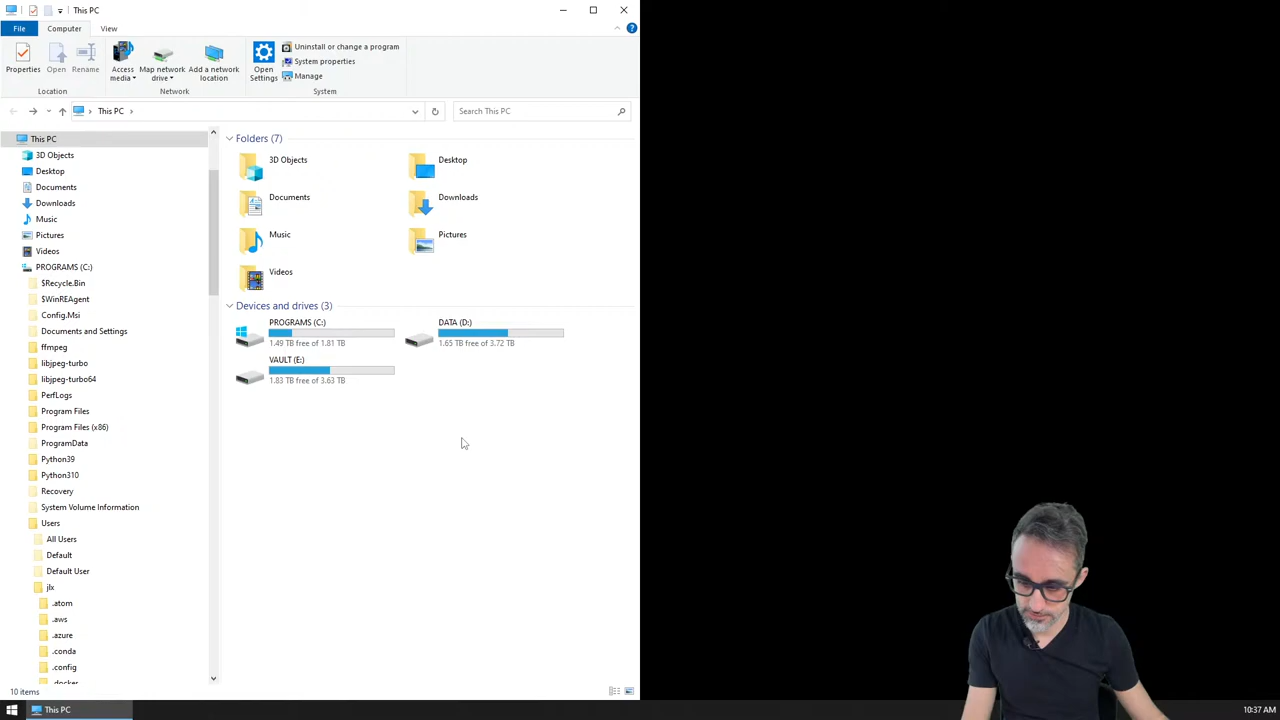 This PC
File Computer View
Properties Open Rename Access media Map network drive Add a network location Open Settings Uninstall or change a program
System properties
Manage
Location Network System
This PC Search This PC
This PC
3D Objects
Desktop
Documents
Downloads
Music
Pictures
Videos
PROGRAMS (C:)
$Recycle.Bin
$WinREAgent
Config.Msi
Documents and Settings
ffmpeg
libjpeg-turbo
libjpeg-turbo64
PerfLogs
Program Files
Program Files (x86)
ProgramData
Python39
Python310
Recovery
System Volume Information
Users
All Users
Default
Default User
jlx
.atom
.aws
.azure
.conda
.config
.docker
Folders (7)
3D Objects Desktop
Documents Downloads
Music Pictures
Videos
Devices and drives (3)
PROGRAMS (C:) DATA (D:)
1.49 TB free of 1.81 TB 1.65 TB free of 3.72 TB
VAULT (E:)
1.83 TB free of 3.63 TB
10 items
This PC 10:37 AM